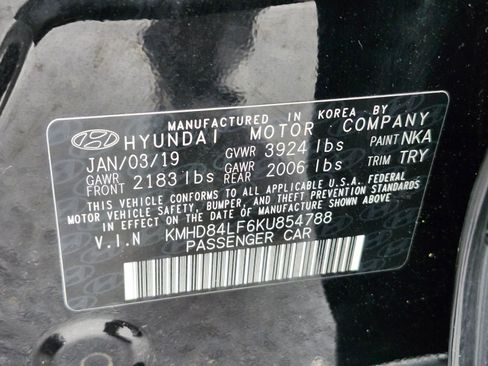 MANUFACTURED IN KOREA BY
HYUNDAI MOTOR COMPANY
JAN/03/19 GVWR 3924 lbs PAINT NKA
GAWR FRONT 2183 lbs GAWR REAR 2006 lbs TRIM TRY
THIS VEHICLE CONFORMS TO ALL APPLICABLE U.S.A. FEDERAL
MOTOR VEHICLE SAFETY, BUMPER, AND THEFT PREVENTION STANDARDS
IN EFFECT ON THE DATE OF MANUFACTURE SHOWN ABOVE.
V.I.N KMHD84LF6KU854788
PASSENGER CAR